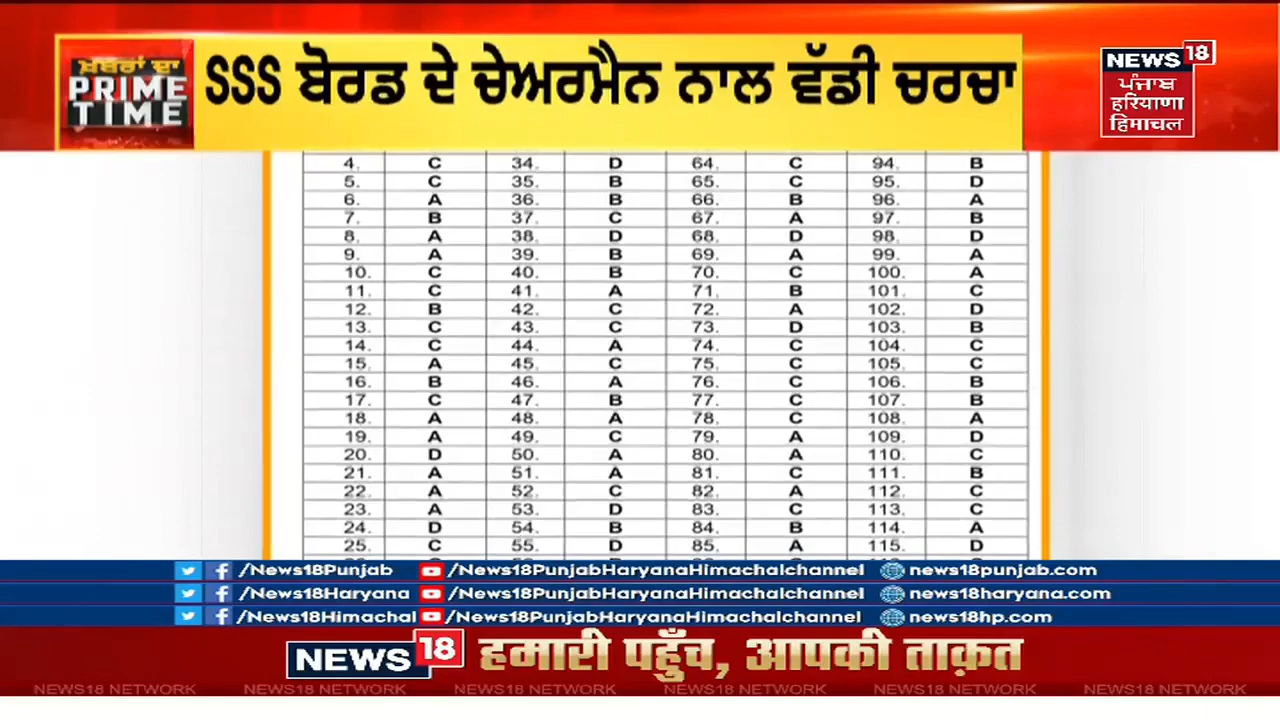 ਖ਼ਬਰਾਂ ਦਾ
PRIME
TIME
SSS ਬੋਰਡ ਦੇ ਚੇਅਰਮੈਨ ਨਾਲ ਵੱਡੀ ਚਰਚਾ
NEWS 18
ਪੰਜਾਬ
ਹਰਿਆਣਾ
ਹਿਮਾਚਲ
4. C 34. D 64. C 94. B
5. C 35. B 65. C 95. D
6. A 36. B 66. B 96. A
7. B 37. C 67. A 97. B
8. A 38. D 68. D 98. D
9. A 39. B 69. A 99. A
10. C 40. B 70. C 100. A
11. C 41. A 71. B 101. C
12. B 42. C 72. A 102. D
13. C 43. C 73. D 103. B
14. C 44. A 74. C 104. C
15. A 45. C 75. C 105. C
16. B 46. A 76. C 106. B
17. C 47. B 77. C 107. B
18. A 48. A 78. C 108. A
19. A 49. C 79. A 109. D
20. D 50. A 80. A 110. C
21. A 51. A 81. C 111. B
22. A 52. C 82. A 112. C
23. A 53. D 83. C 113. C
24. D 54. B 84. B 114. A
25. C 55. D 85. A 115. D
/News18Punjab /News18PunjabHaryanaHimachalchannel news18punjab.com
/News18Haryana /News18PunjabHaryanaHimachalchannel news18haryana.com
/News18Himachal /News18PunjabHaryanaHimachalchannel news18hp.com
NEWS 18 हमारी पहुँच, आपकी ताक़त
NEWS18 NETWORK NEWS18 NETWORK NEWS18 NETWORK NEWS18 NETWORK NEWS18 NETWORK NEWS18 NETWORK